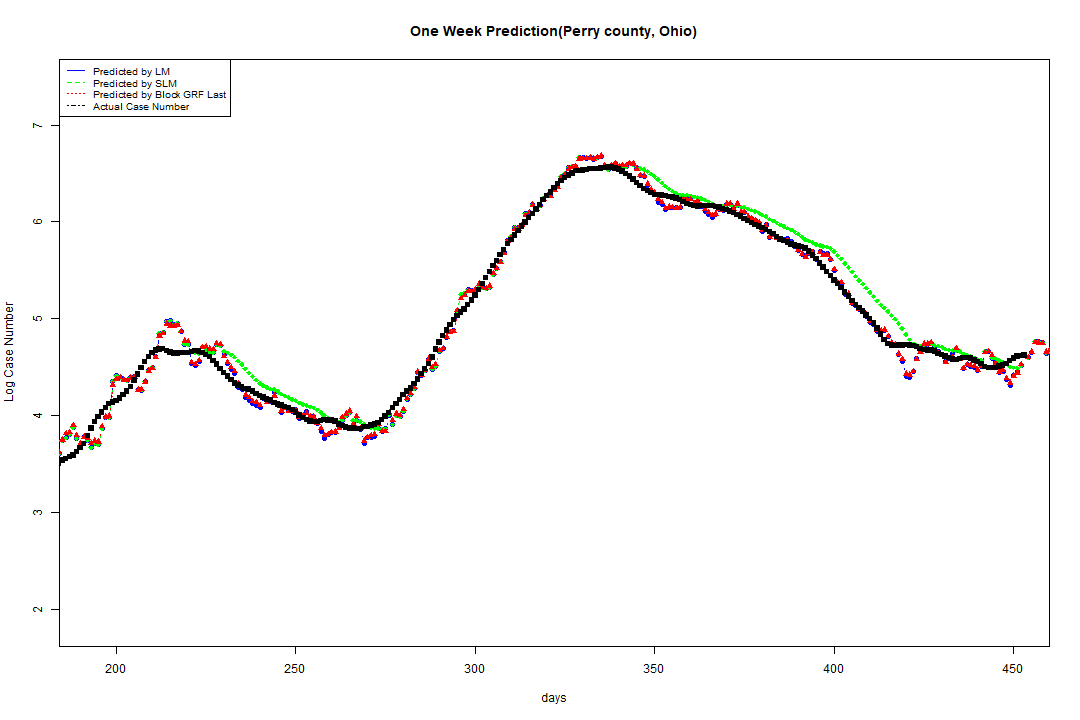 One Week Prediction(Perry county, Ohio)
Predicted by LM
Predicted by SLM
Predicted by Block GRF Last
Actual Case Number
7
6
5
4
3
2
Log Case Number
200 250 300 350 400 450
days